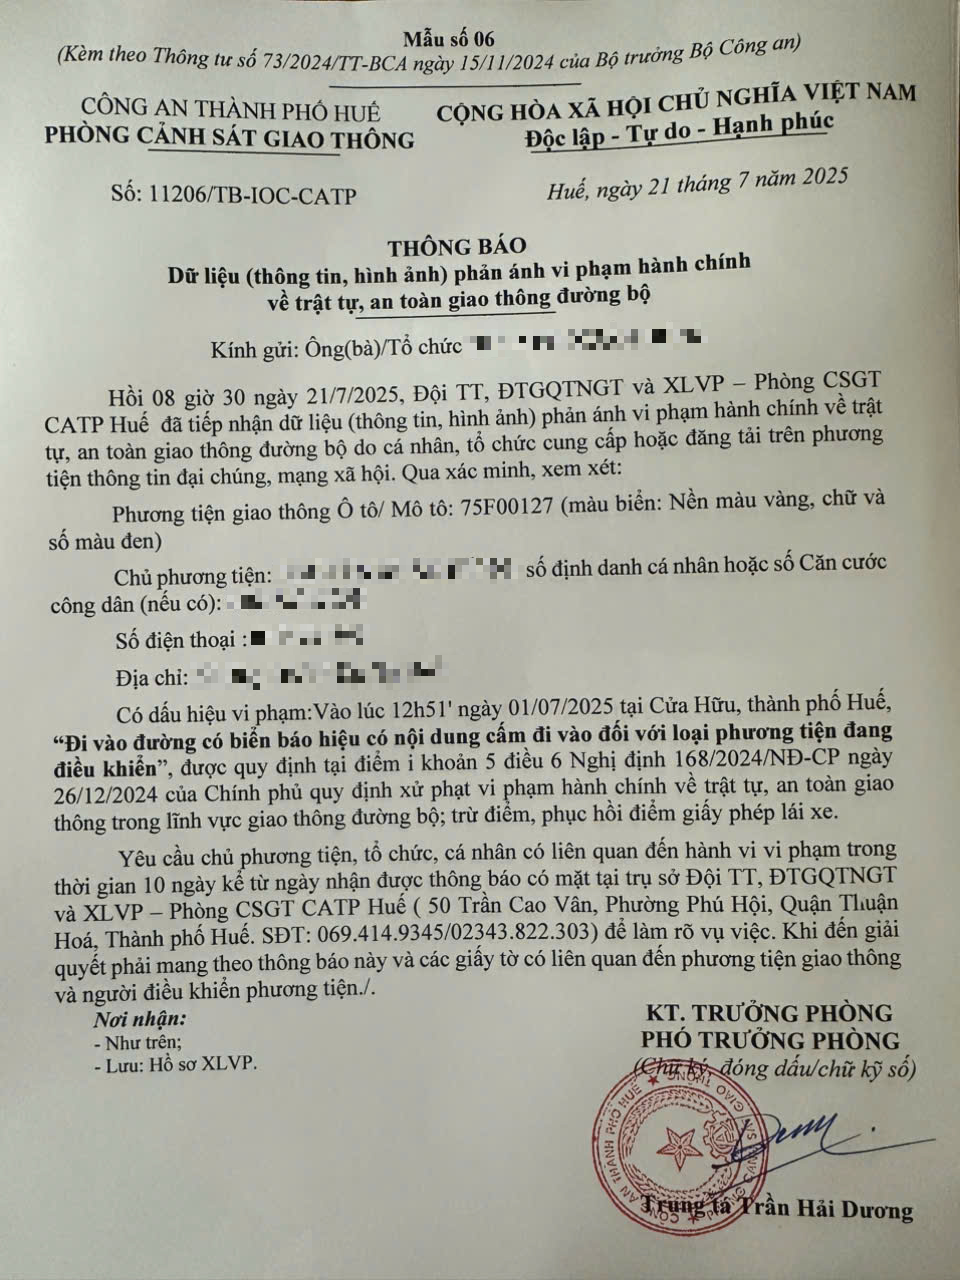 Mẫu số 06
(Kèm theo Thông tư số 73/2024/TT-BCA ngày 15/11/2024 của Bộ trưởng Bộ Công an)
CÔNG AN THÀNH PHỐ HUẾ
PHÒNG CẢNH SÁT GIAO THÔNG
CỘNG HÒA XÃ HỘI CHỦ NGHĨA VIỆT NAM
Độc lập - Tự do - Hạnh phúc
Số: 11206/TB-IOC-CATP
Huế, ngày 21 tháng 7 năm 2025
THÔNG BÁO
Dữ liệu (thông tin, hình ảnh) phản ánh vi phạm hành chính
về trật tự, an toàn giao thông đường bộ
Kính gửi: Ông(bà)/Tổ chức
Hồi 08 giờ 30 ngày 21/7/2025, Đội TT, ĐTGQTNGT và XLVP – Phòng CSGT
CATP Huế đã tiếp nhận dữ liệu (thông tin, hình ảnh) phản ánh vi phạm hành chính về trật
tự, an toàn giao thông đường bộ do cá nhân, tổ chức cung cấp hoặc đăng tải trên phương
tiện thông tin đại chúng, mạng xã hội. Qua xác minh, xem xét:
Phương tiện giao thông Ô tô/ Mô tô: 75F00127 (màu biển: Nền màu vàng, chữ và
số màu đen)
Chủ phương tiện: số định danh cá nhân hoặc số Căn cước
công dân (nếu có):
Số điện thoại :
Địa chỉ:
Có dấu hiệu vi phạm:Vào lúc 12h51' ngày 01/07/2025 tại Cửa Hữu, thành phố Huế,
“Đi vào đường có biển báo hiệu có nội dung cấm đi vào đối với loại phương tiện đang
điều khiển”, được quy định tại điểm i khoản 5 điều 6 Nghị định 168/2024/NĐ-CP ngày
26/12/2024 của Chính phủ quy định xử phạt vi phạm hành chính về trật tự, an toàn giao
thông trong lĩnh vực giao thông đường bộ; trừ điểm, phục hồi điểm giấy phép lái xe.
Yêu cầu chủ phương tiện, tổ chức, cá nhân có liên quan đến hành vi vi phạm trong
thời gian 10 ngày kể từ ngày nhận được thông báo có mặt tại trụ sở Đội TT, ĐTGQTNGT
và XLVP – Phòng CSGT CATP Huế ( 50 Trần Cao Vân, Phường Phú Hội, Quận Thuận
Hoá, Thành phố Huế. SĐT: 069.414.9345/02343.822.303) để làm rõ vụ việc. Khi đến giải
quyết phải mang theo thông báo này và các giấy tờ có liên quan đến phương tiện giao thông
và người điều khiển phương tiện./.
Nơi nhận:
- Như trên;
- Lưu: Hồ sơ XLVP.
KT. TRƯỞNG PHÒNG
PHÓ TRƯỞNG PHÒNG
(Chữ ký, đóng dấu/chữ ký số)
Trung tá Trần Hải Dương